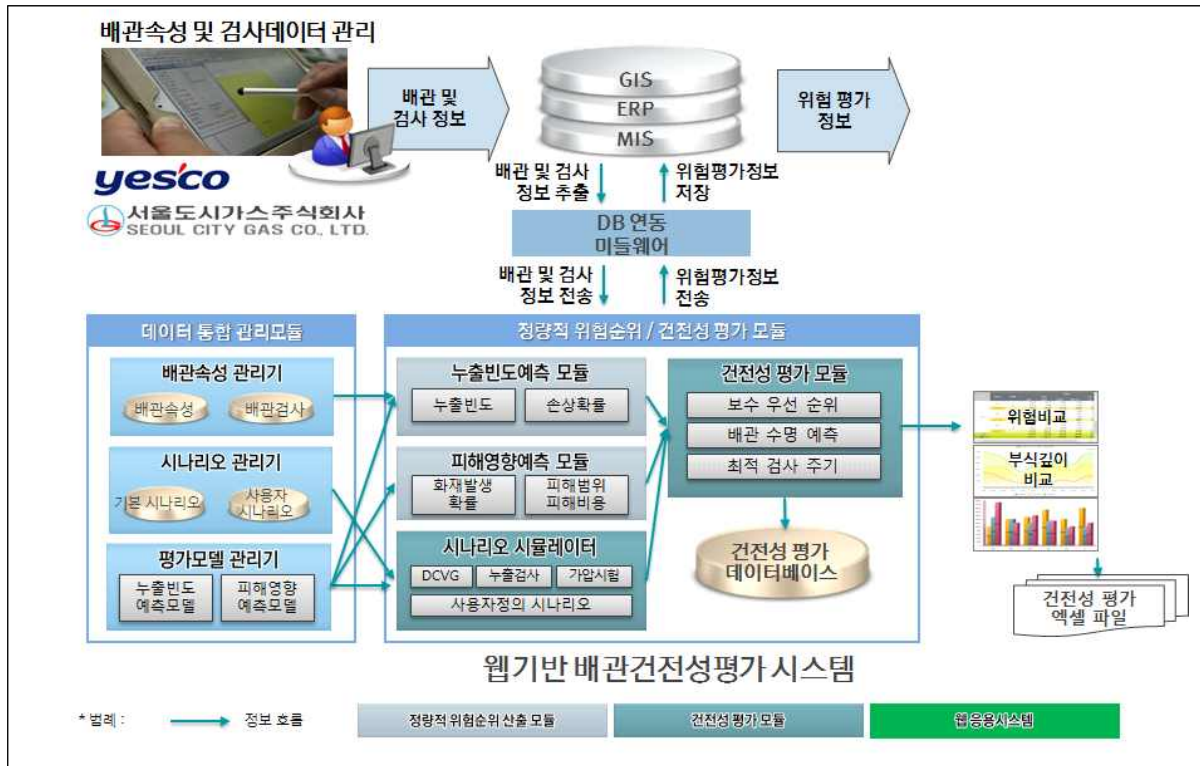 배관속성 및 검사데이터 관리
yesco
서울도시가스주식회사
SEOUL CITY GAS CO., LTD.
배관 및
검사 정보
GIS
ERP
MIS
위험 평가
정보
배관 및 검사
정보 추출
위험평가정보
저장
DB 연동
미들웨어
배관 및 검사
정보 전송
위험평가정보
전송
데이터 통합 관리모듈
배관속성 관리기
배관속성
배관검사
시나리오 관리기
기본 시나리오
사용자
시나리오
평가모델 관리기
누출빈도
예측모델
피해영향
예측모델
정량적 위험순위 / 건전성 평가 모듈
누출빈도예측 모듈
누출빈도
손상확률
피해영향예측 모듈
화재발생
확률
피해범위
피해비용
시나리오 시뮬레이터
DCVG
누출검사
가압시험
사용자정의 시나리오
건전성 평가 모듈
보수 우선 순위
배관 수명 예측
최적 검사 주기
건전성 평가
데이터베이스
위험비교
부식깊이
비교
건전성 평가
엑셀 파일
웹기반 배관건전성평가 시스템
* 범례 :
정보 흐름
정량적 위험순위 산출 모듈
건전성 평가 모듈
웹 응용시스템